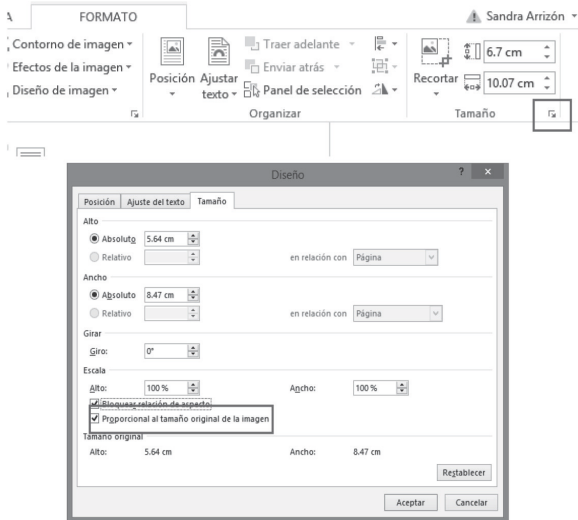 A FORMATO Sandra Arrizón
Contorno de imagen
Efectos de la imagen
Diseño de imagen
Posición
Ajustar texto
Traer adelante
Enviar atrás
Panel de selección
Organizar
Recortar
6.7 cm
10.07 cm
Tamaño
Diseño ? ×
Posición Ajuste del texto Tamaño
Alto
Absoluto 5.64 cm
Relativo en relación con Página
Ancho
Absoluto 8.47 cm
Relativo en relación con Página
Girar
Giro: 0°
Escala
Alto: 100 % Ancho: 100 %
Bloquear relación de aspecto
Proporcional al tamaño original de la imagen
Tamaño original
Alto: 5.64 cm Ancho: 8.47 cm
Restablecer
Aceptar Cancelar